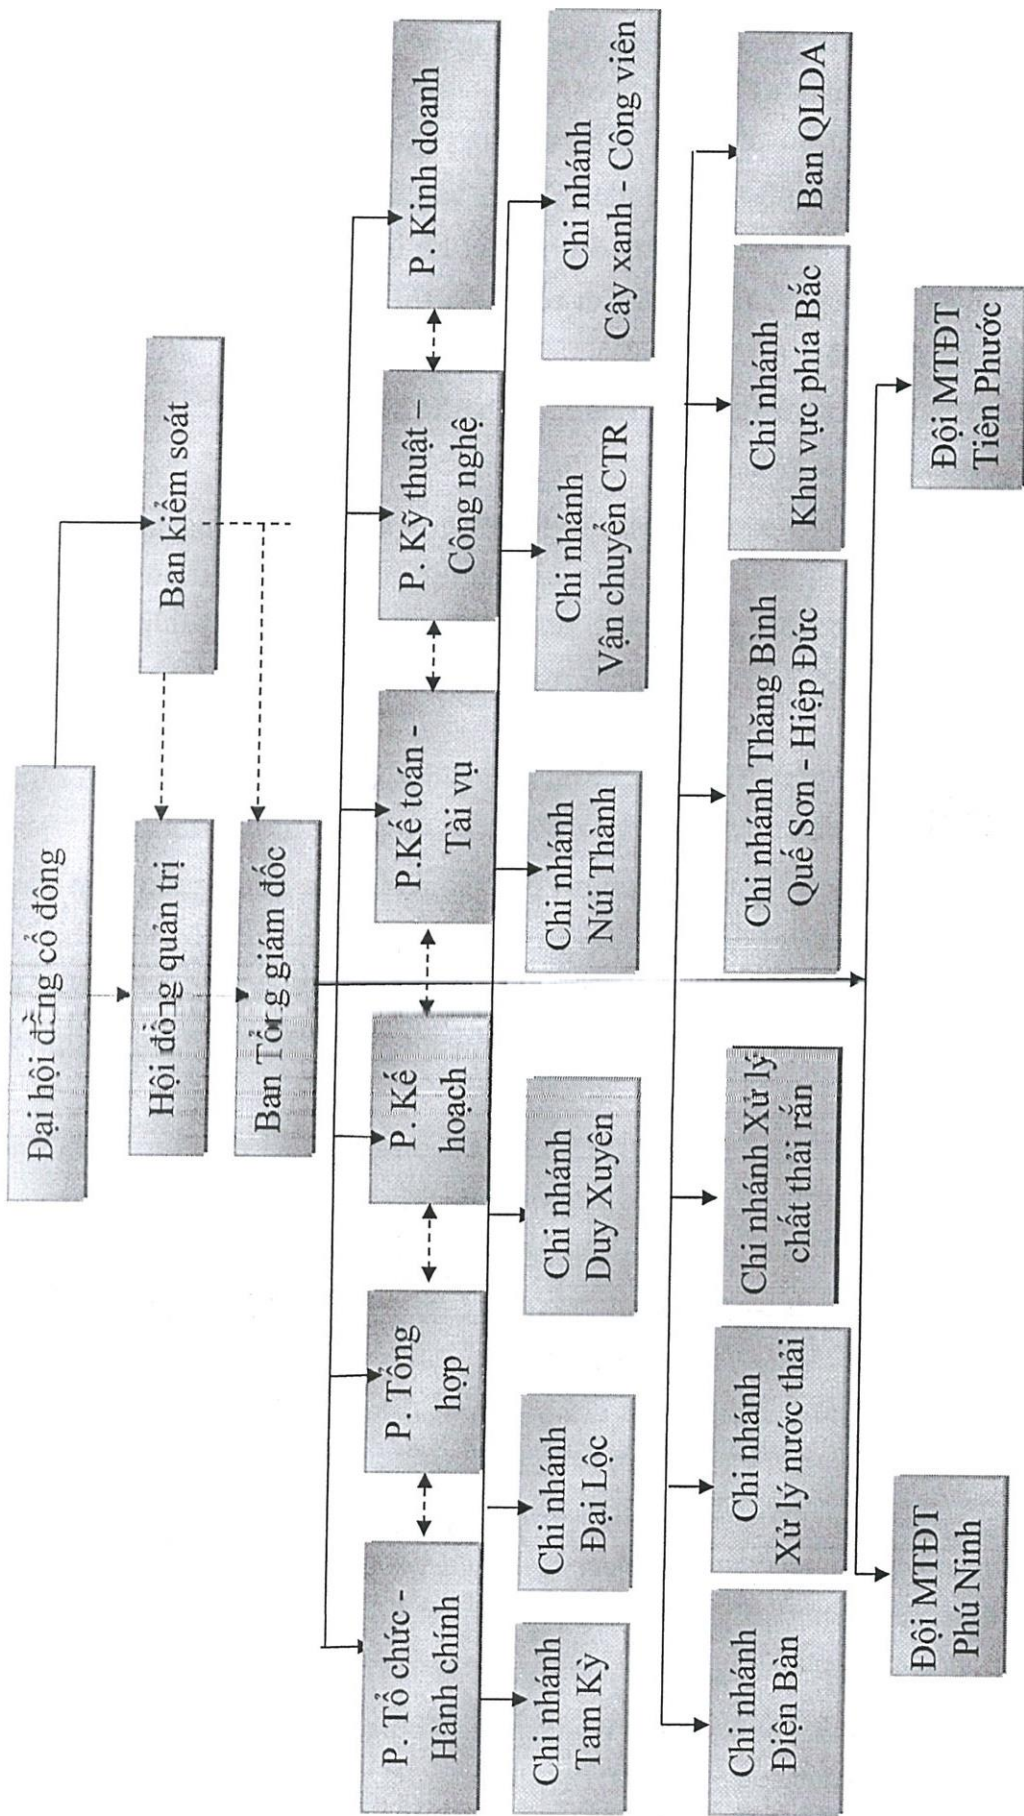 Đại hội đồng cổ đông
Ban kiểm soát
Hội đồng quản trị
Ban Tổng giám đốc
P. Tổ chức -
Hành chính
P. Tổng
hợp
P. Kế
hoạch
P.Kế toán -
Tài vụ
P. Kỹ thuật –
Công nghệ
P. Kinh doanh
Chi nhánh
Tam Kỳ
Chi nhánh
Đại Lộc
Chi nhánh
Duy Xuyên
Chi nhánh
Núi Thành
Chi nhánh
Vận chuyển CTR
Chi nhánh
Cây xanh - Công viên
Chi nhánh
Điện Bàn
Chi nhánh
Xử lý nước thải
Chi nhánh Xử lý
chất thải rắn
Chi nhánh Thăng Bình
Quế Sơn - Hiệp Đức
Chi nhánh
Khu vực phía Bắc
Ban QLDA
Đội MTĐT
Phú Ninh
Đội MTĐT
Tiên Phước